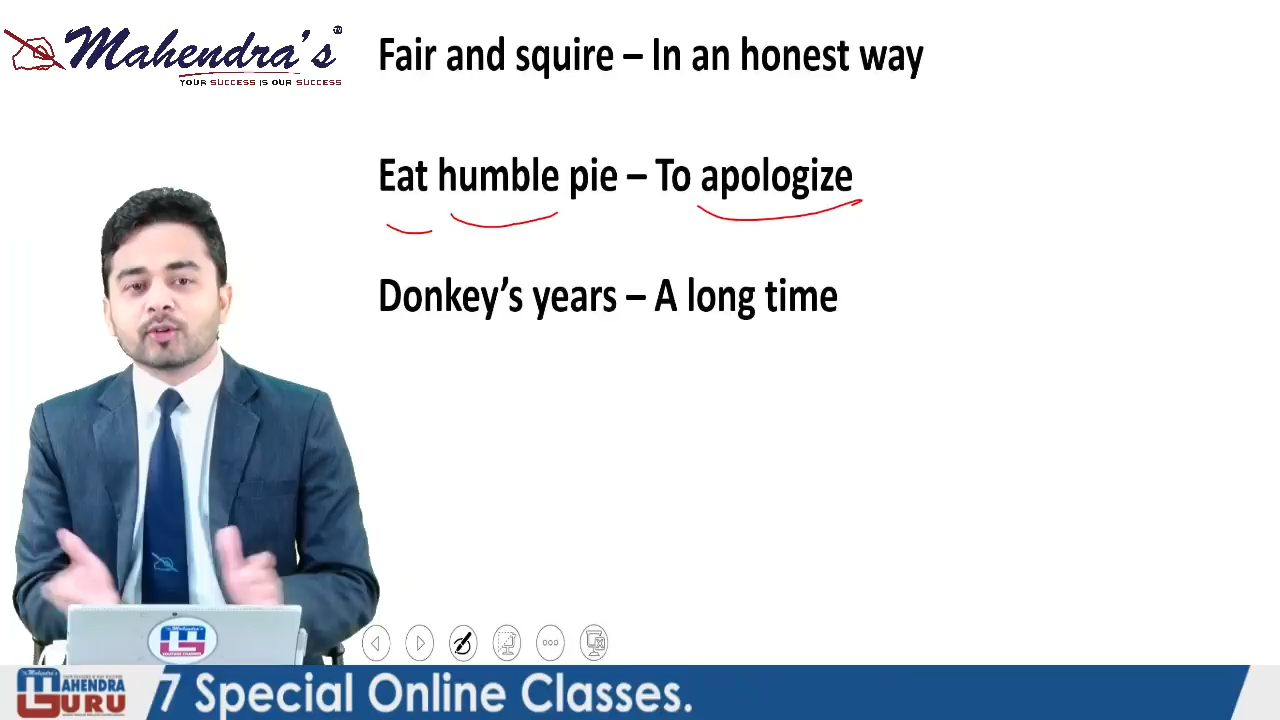 Mahendra's
YOUR SUCCESS IS OUR SUCCESS
Fair and squire – In an honest way
Eat humble pie – To apologize
Donkey's years – A long time
Mahendra
MAHENDRA
GURU
7 Special Online Classes.